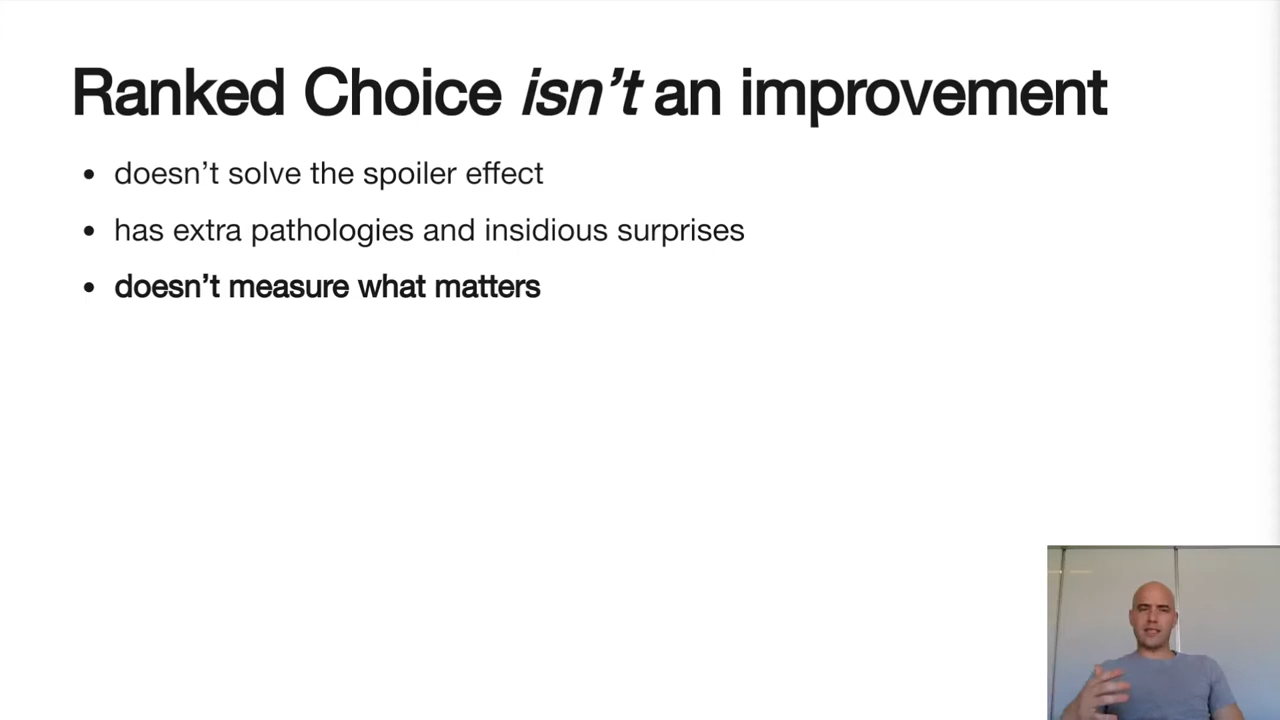 Ranked Choice isn’t an improvement
• doesn’t solve the spoiler effect
• has extra pathologies and insidious surprises
• doesn’t measure what matters